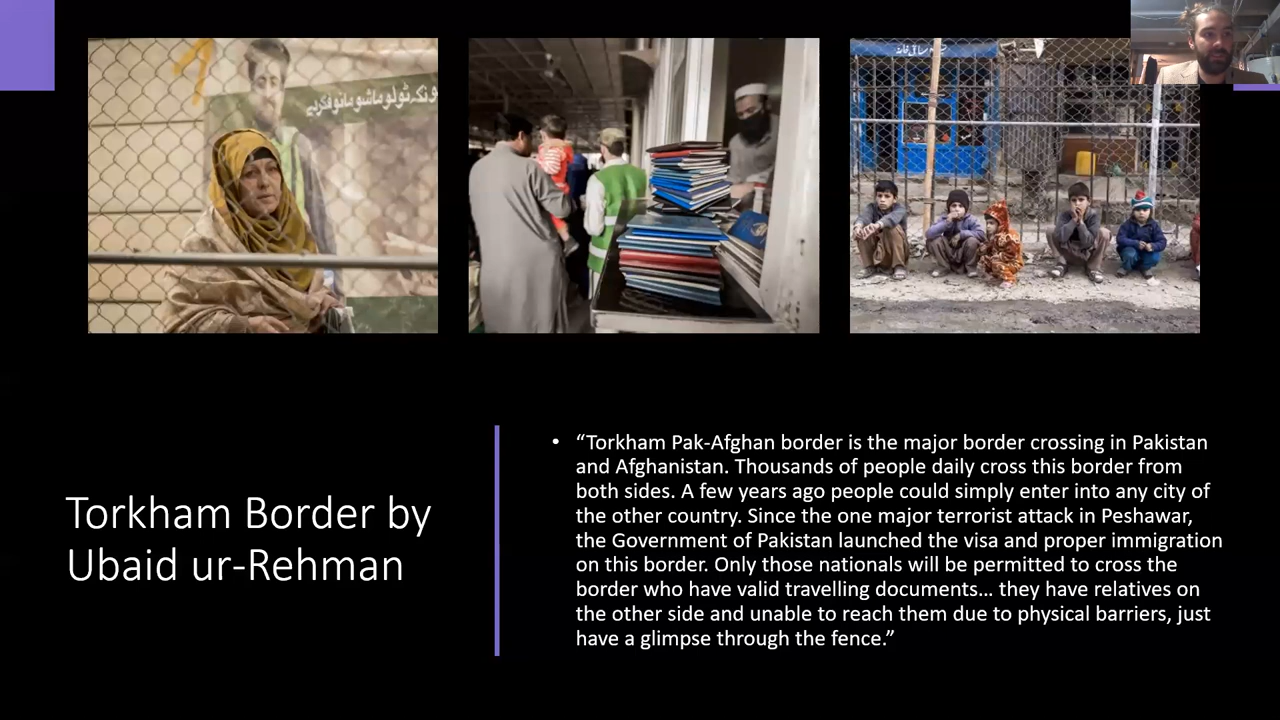 Torkham Border by
Ubaid ur-Rehman
• “Torkham Pak-Afghan border is the major border crossing in Pakistan
and Afghanistan. Thousands of people daily cross this border from
both sides. A few years ago people could simply enter into any city of
the other country. Since the one major terrorist attack in Peshawar,
the Government of Pakistan launched the visa and proper immigration
on this border. Only those nationals will be permitted to cross the
border who have valid travelling documents… they have relatives on
the other side and unable to reach them due to physical barriers, just
have a glimpse through the fence.”